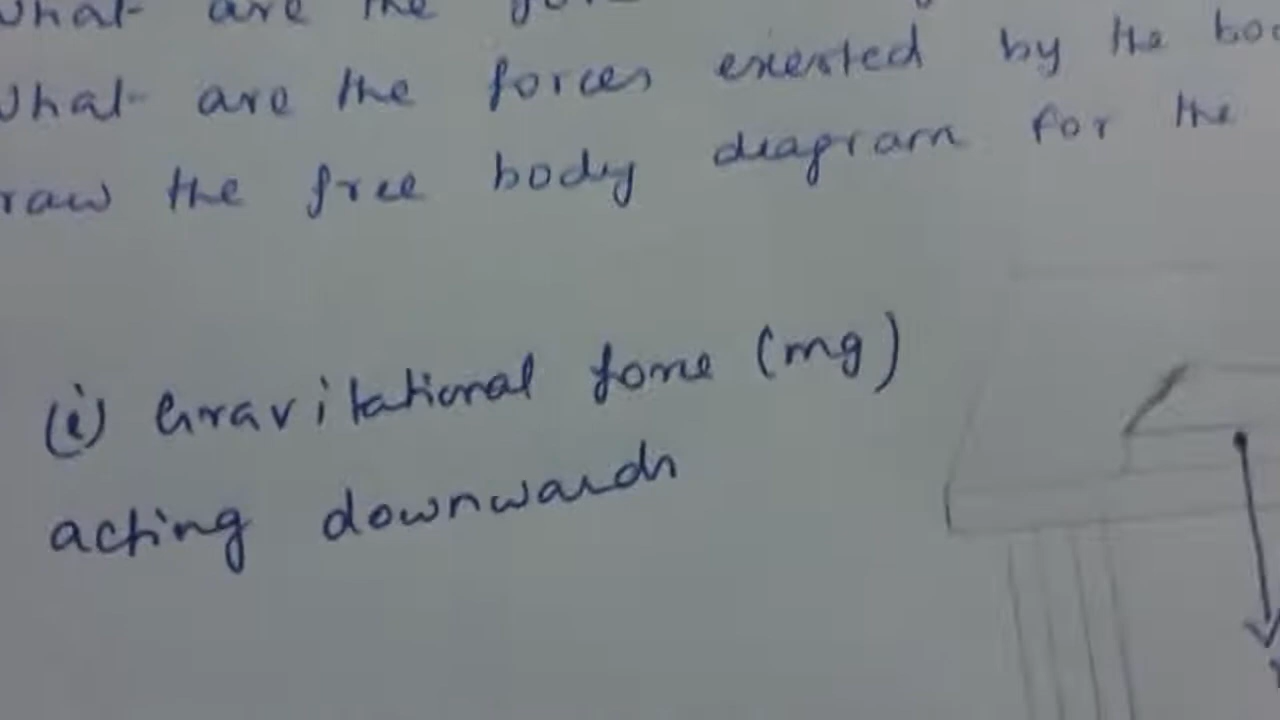 what are the
what are the forces exerted by the
raw the free body diagram for the
(i) Gravitational force (mg)
acting downwards